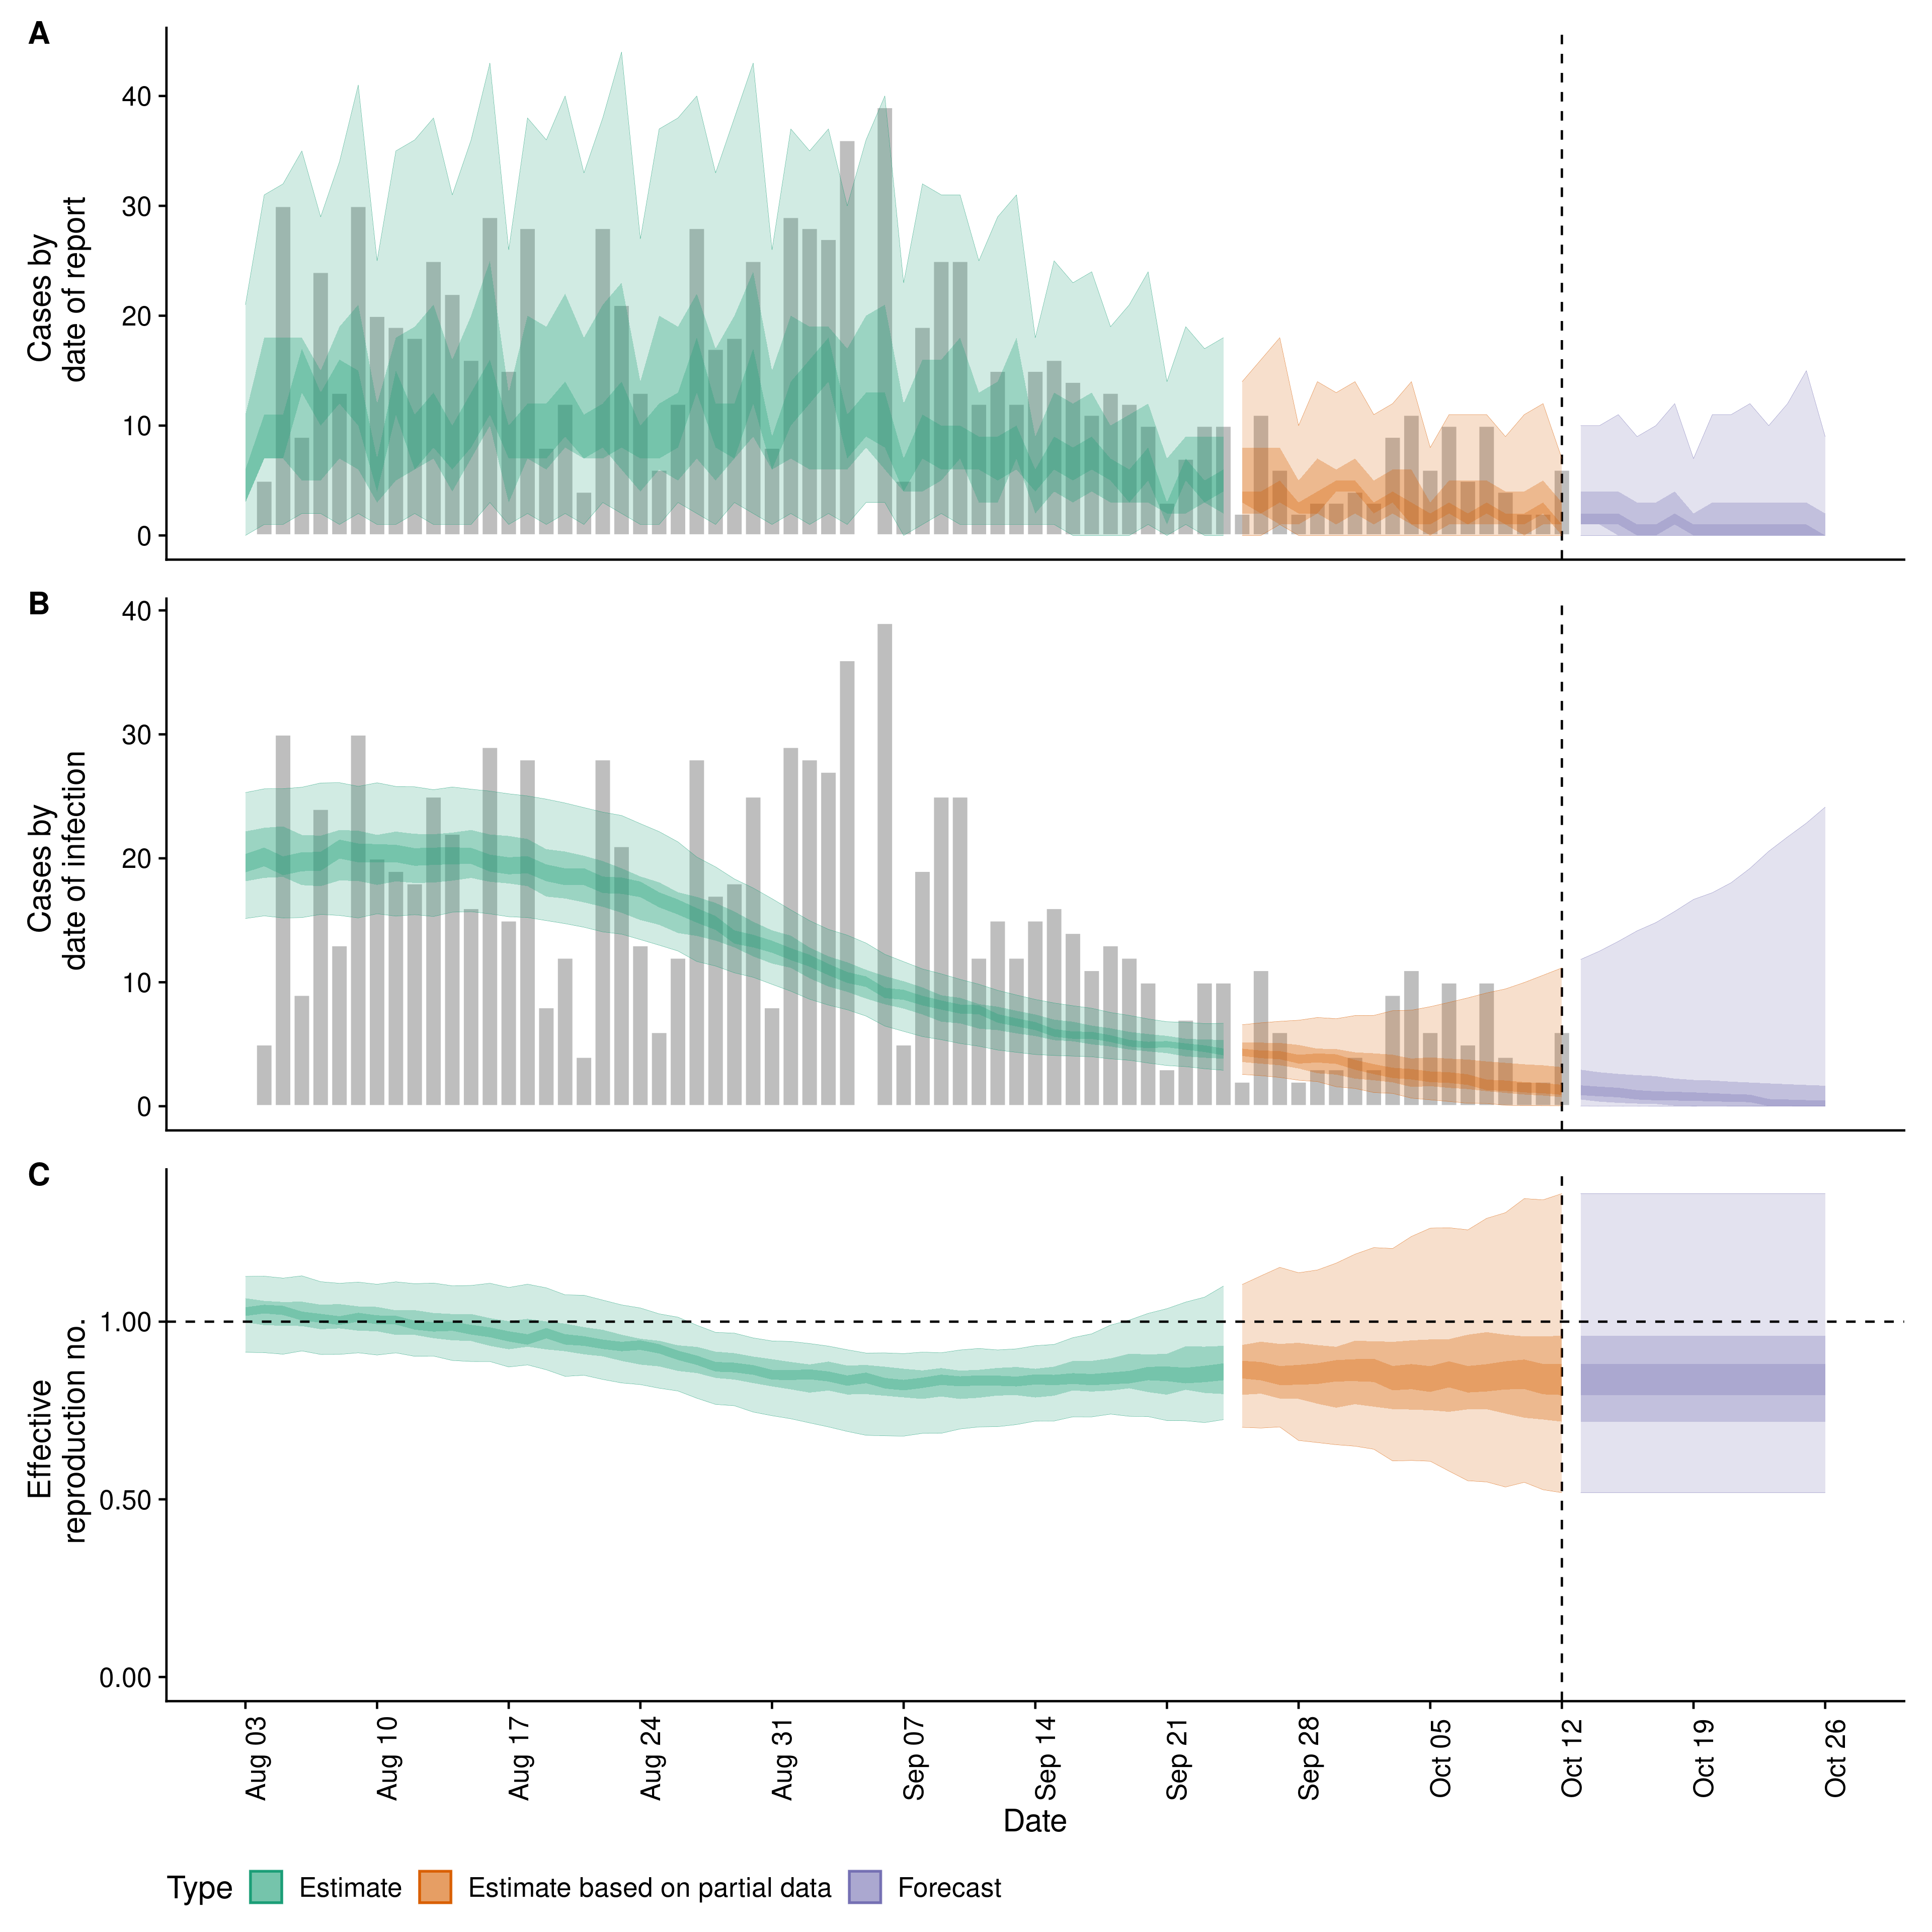 A
Cases by
date of report
40
30
20
10
0
B
Cases by
date of infection
40
30
20
10
0
C
Effective
reproduction no.
1.00
0.50
0.00
Aug 03
Aug 10
Aug 17
Aug 24
Aug 31
Sep 07
Sep 14
Sep 21
Sep 28
Oct 05
Oct 12
Oct 19
Oct 26
Date
Type Estimate Estimate based on partial data Forecast